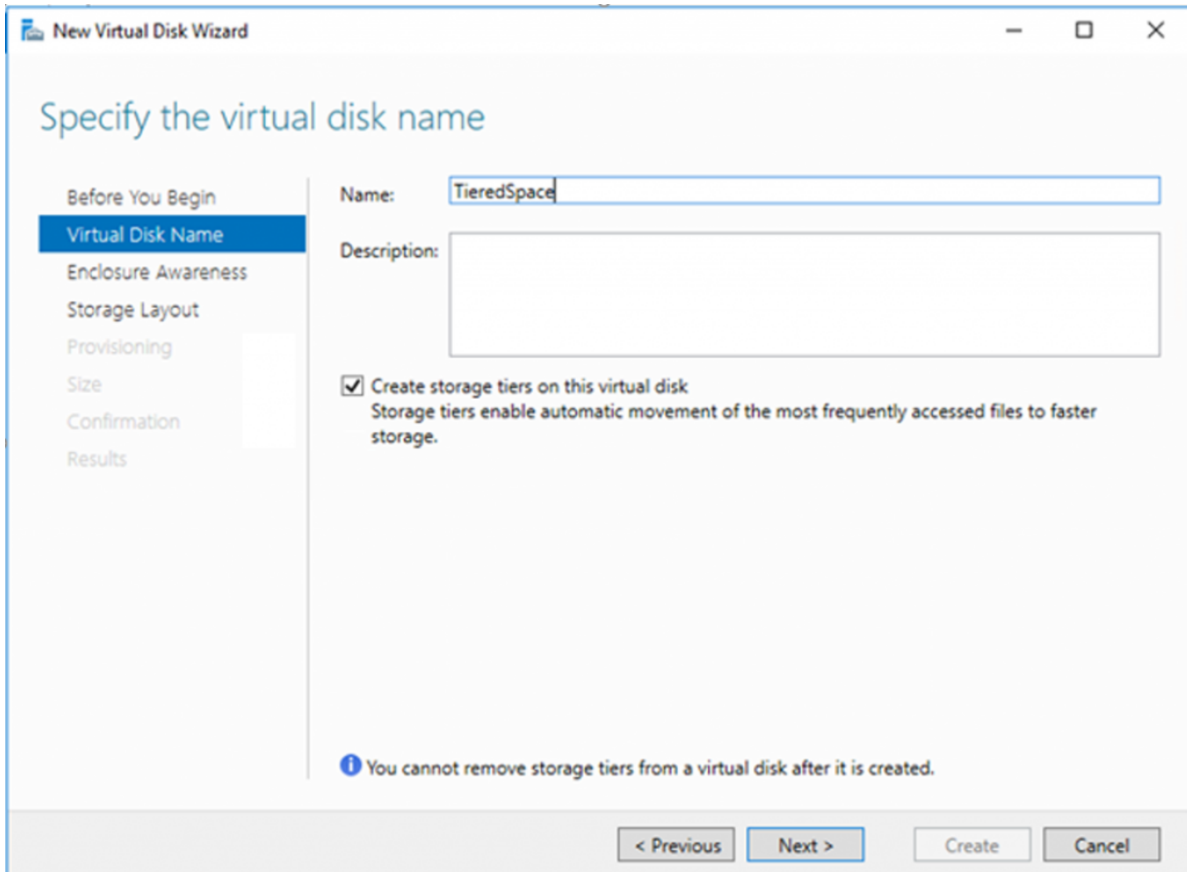 New Virtual Disk Wizard
Specify the virtual disk name
Before You Begin
Virtual Disk Name
Enclosure Awareness
Storage Layout
Provisioning
Size
Confirmation
Results
Name:
TieredSpace
Description:
Create storage tiers on this virtual disk
Storage tiers enable automatic movement of the most frequently accessed files to faster
storage.
You cannot remove storage tiers from a virtual disk after it is created.
< Previous
Next >
Create
Cancel